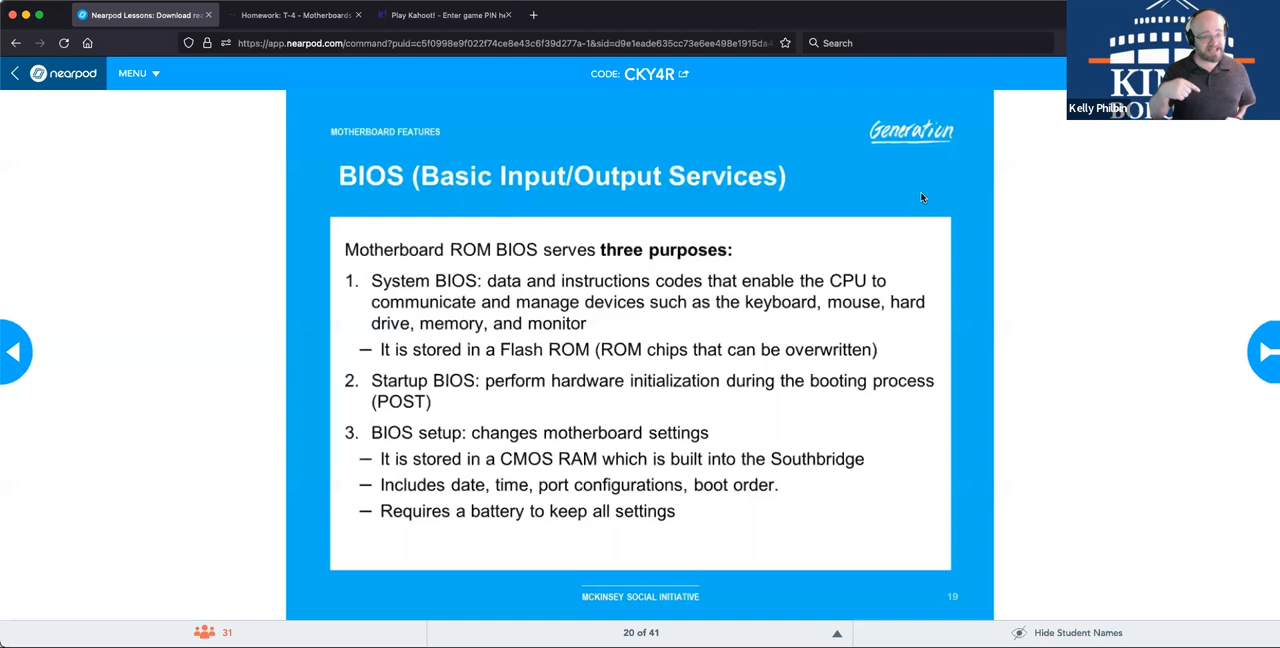 Nearpod Lessons: Download re
Homework: T-4 - Motherboards
Play Kahoot! - Enter game PIN he
https://app.nearpod.com/command?puid=c5f0998e9f022f74ce8e43c6f39d277a-1&sid=d9e1eade635cc73e6ee498e1915da4
Search
nearpod
MENU
CODE: CKY4R
Kelly Philbin
MOTHERBOARD FEATURES
Generation
BIOS (Basic Input/Output Services)
Motherboard ROM BIOS serves three purposes:
1. System BIOS: data and instructions codes that enable the CPU to
communicate and manage devices such as the keyboard, mouse, hard
drive, memory, and monitor
– It is stored in a Flash ROM (ROM chips that can be overwritten)
2. Startup BIOS: perform hardware initialization during the booting process
(POST)
3. BIOS setup: changes motherboard settings
– It is stored in a CMOS RAM which is built into the Southbridge
– Includes date, time, port configurations, boot order.
– Requires a battery to keep all settings
MCKINSEY SOCIAL INITIATIVE
19
31
20 of 41
Hide Student Names